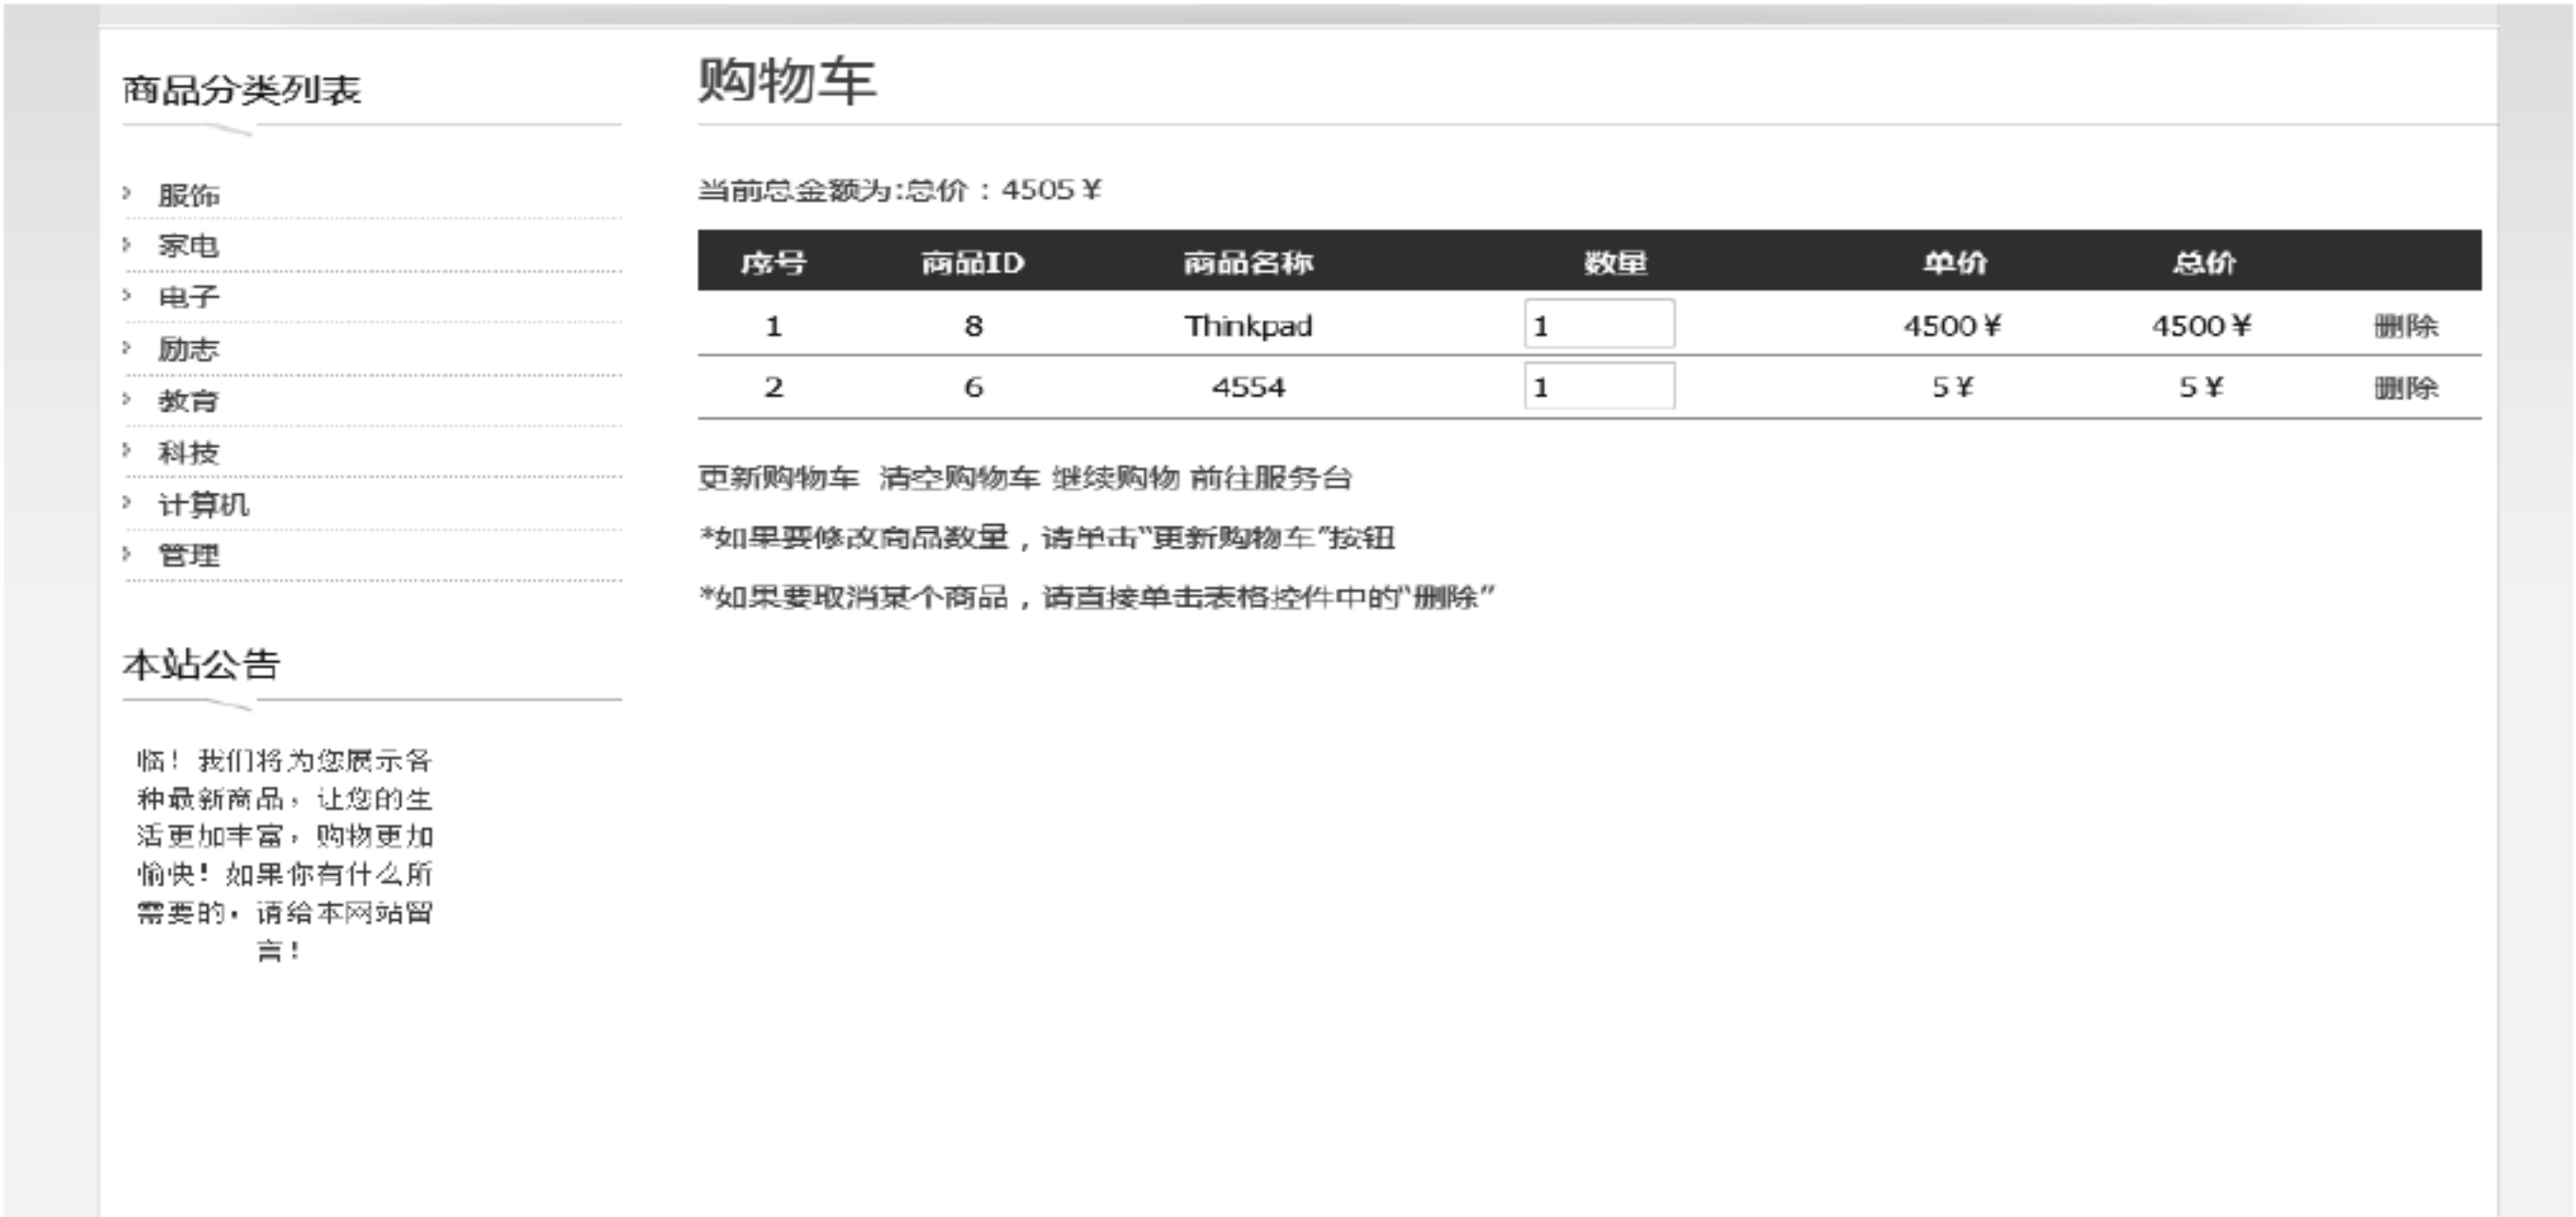 商品分类列表
服饰
家电
电子
励志
教育
科技
计算机
管理
本站公告
临！我们将为您展示各
种最新商品，让您的生
活更加丰富，购物更加
愉快！如果你有什么所
需要的，请给本网站留
言！
购物车
当前总金额为:总价：4505￥
序号 商品ID 商品名称 数量 单价 总价
1 8 Thinkpad 1 4500￥ 4500￥ 删除
2 6 4554 1 5￥ 5￥ 删除
更新购物车 清空购物车 继续购物 前往服务台
*如果要修改商品数量，请单击“更新购物车”按钮
*如果要取消某个商品，请直接单击表格控件中的“删除”